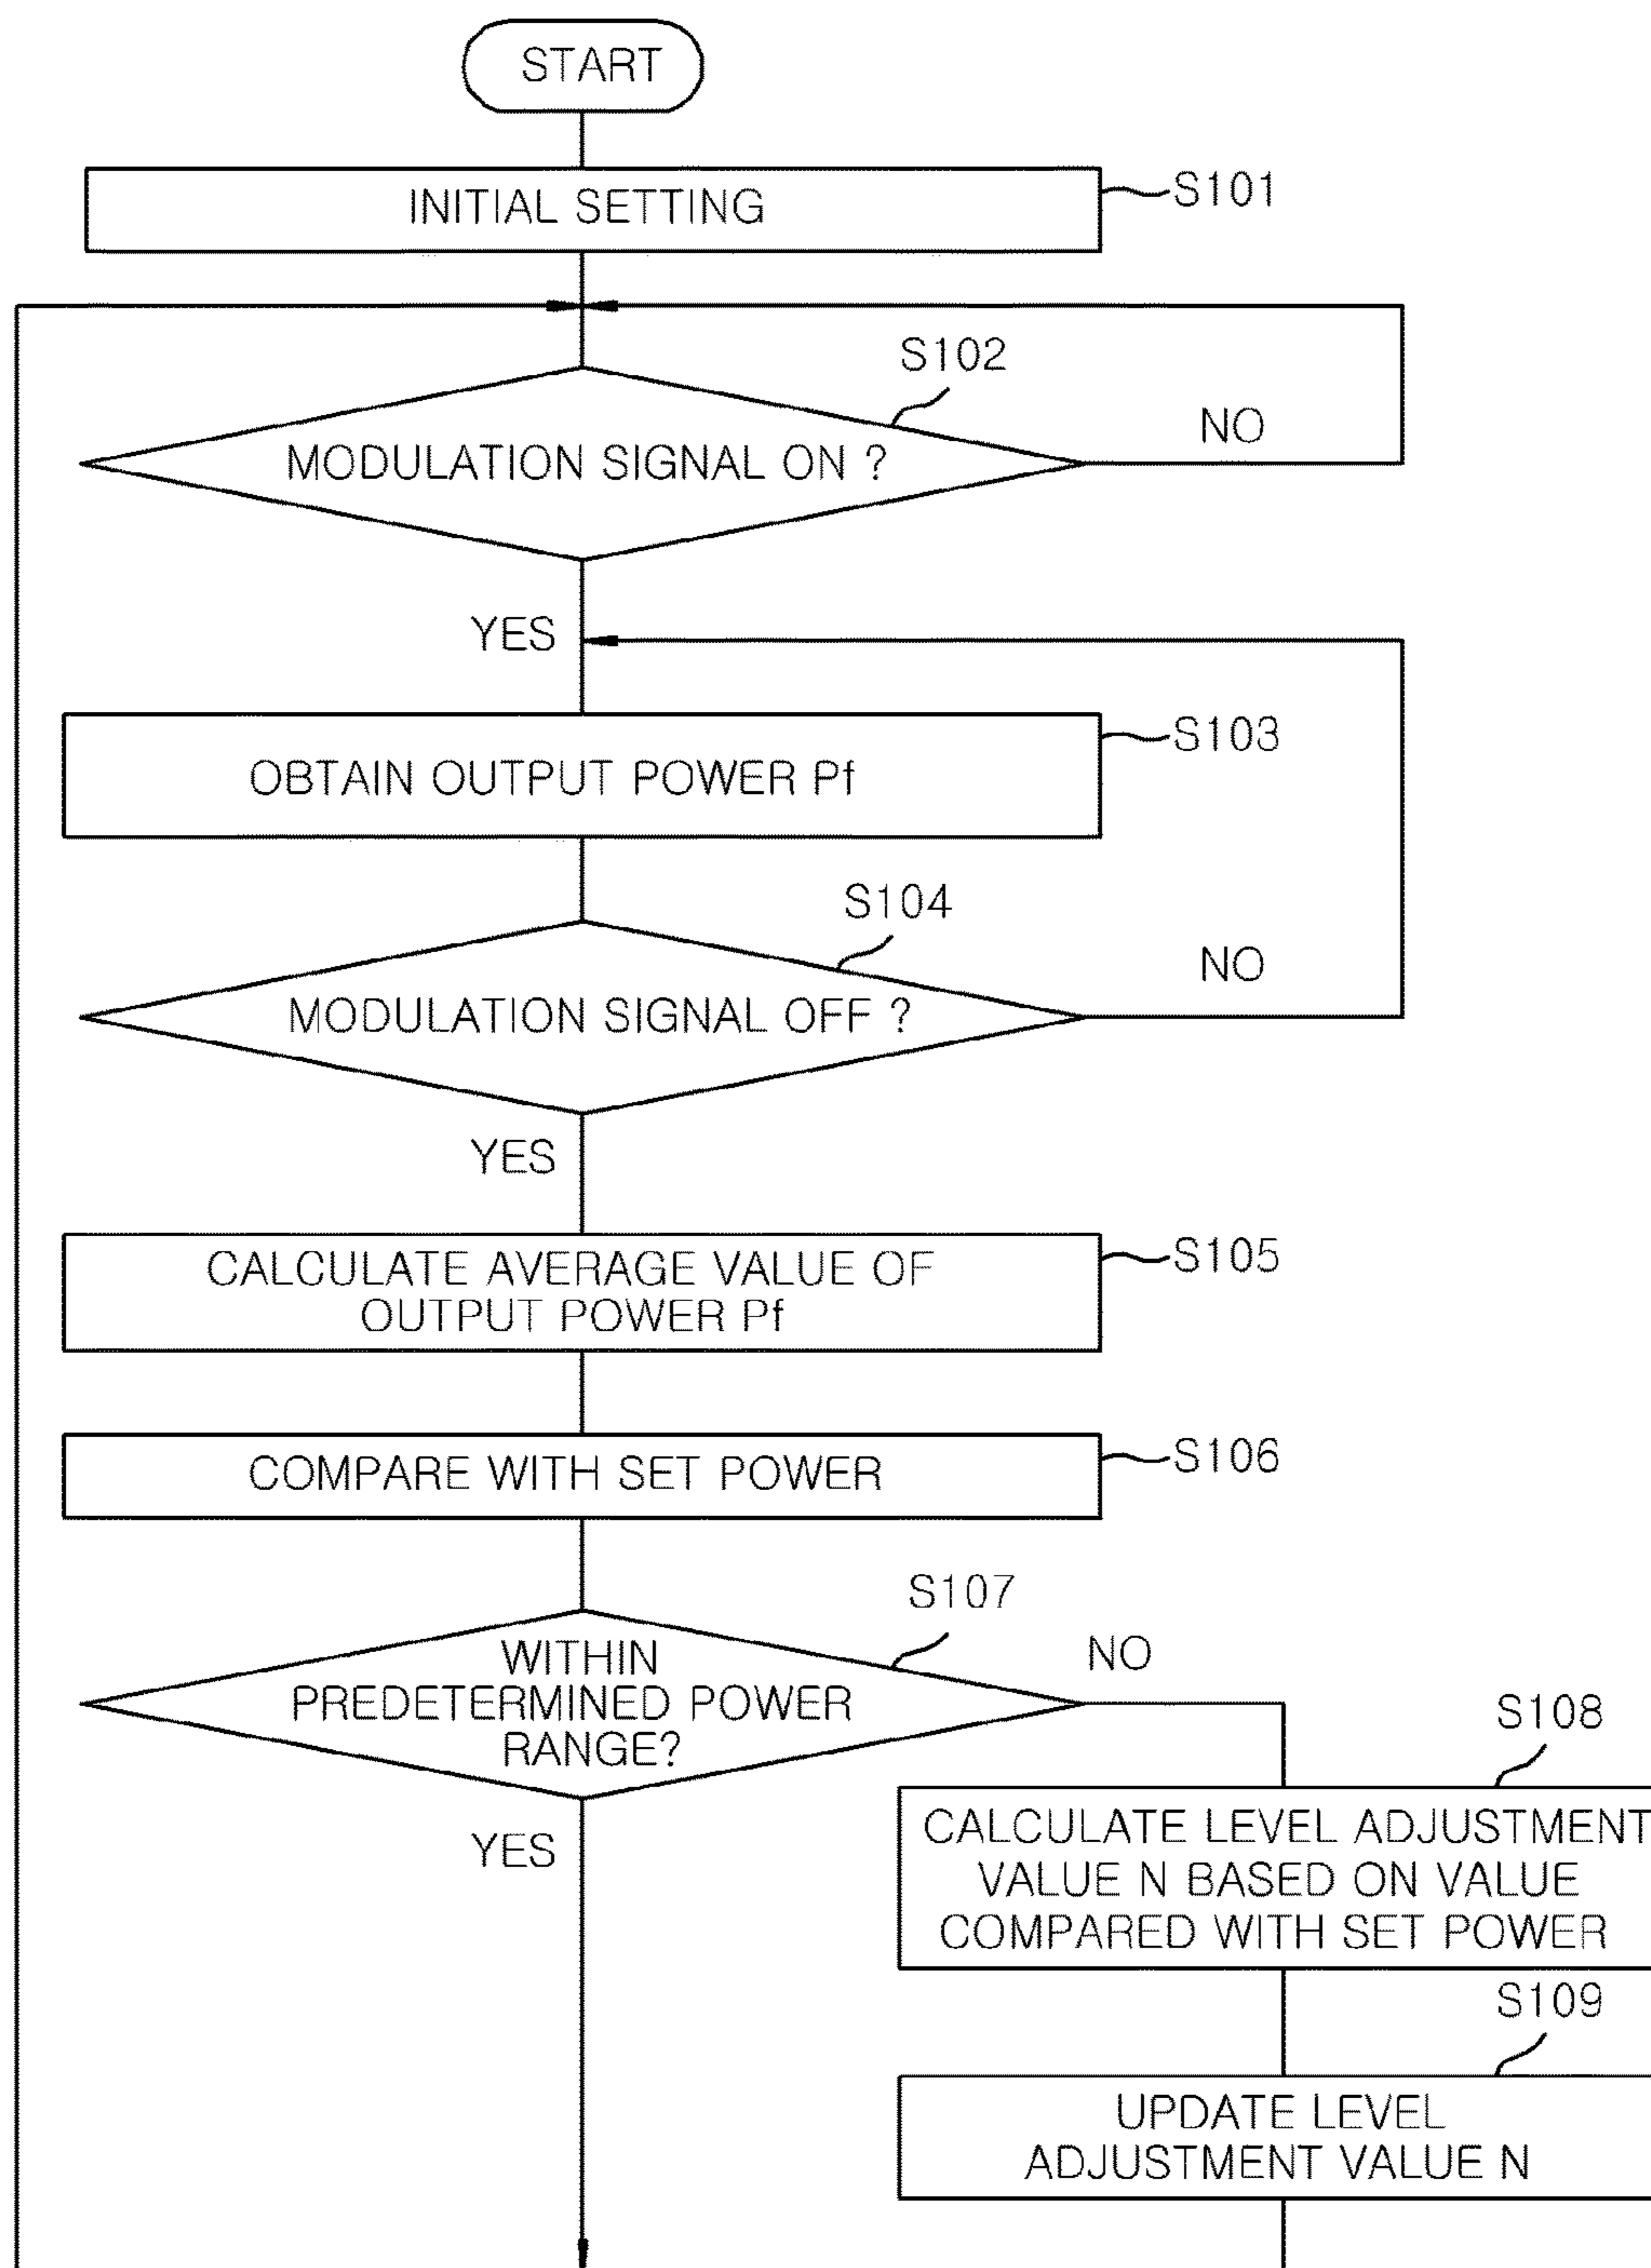 START
INITIAL SETTING
S101
S102
MODULATION SIGNAL ON ?
NO
YES
OBTAIN OUTPUT POWER Pf
S103
S104
MODULATION SIGNAL OFF ?
NO
YES
CALCULATE AVERAGE VALUE OF
OUTPUT POWER Pf
S105
COMPARE WITH SET POWER
S106
S107
WITHIN
PREDETERMINED POWER
RANGE?
NO
YES
S108
CALCULATE LEVEL ADJUSTMENT
VALUE N BASED ON VALUE
COMPARED WITH SET POWER
S109
UPDATE LEVEL
ADJUSTMENT VALUE N